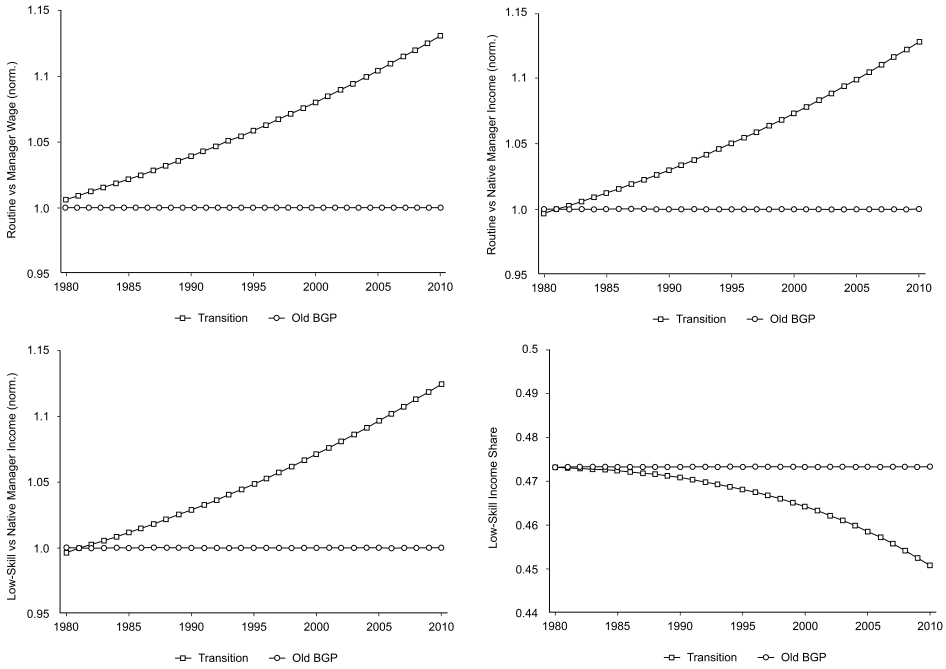 Routine vs Manager Wage (norm.)
1.15
1.1
1.05
1.0
0.95
1980 1985 1990 1995 2000 2005 2010
Transition Old BGP
Routine vs Native Manager Income (norm.)
1.15
1.1
1.05
1.0
0.95
1980 1985 1990 1995 2000 2005 2010
Transition Old BGP
Low-Skill vs Native Manager Income (norm.)
1.15
1.1
1.05
1.0
0.95
1980 1985 1990 1995 2000 2005 2010
Transition Old BGP
Low-Skill Income Share
0.5
0.49
0.48
0.47
0.46
0.45
0.44
1980 1985 1990 1995 2000 2005 2010
Transition Old BGP